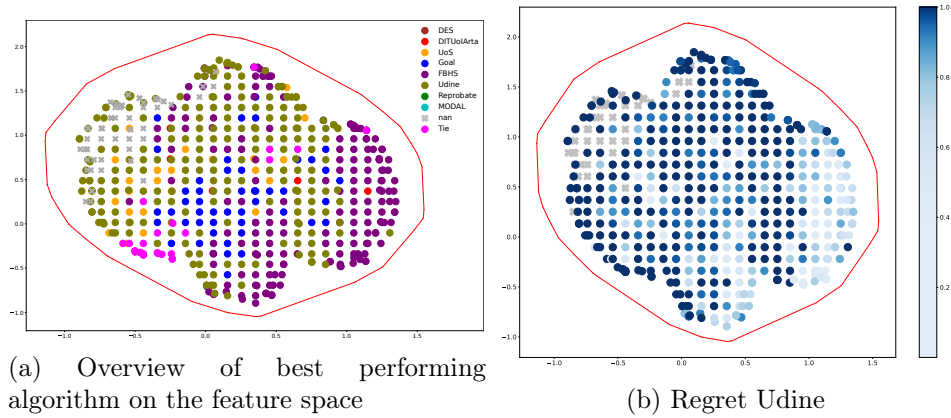 DES
DITUoIArta
UoS
Goal
FBHS
Udine
Reprobate
MODAL
nan
Tie
2.0
1.5
1.0
0.5
0.0
−0.5
−1.0
−1.0 −0.5 0.0 0.5 1.0 1.5
(a) Overview of best performing
algorithm on the feature space
2.0
1.5
1.0
0.5
0.0
−0.5
−1.0
−1.0 −0.5 0.0 0.5 1.0 1.5
1.0
0.8
0.6
0.4
0.2
(b) Regret Udine